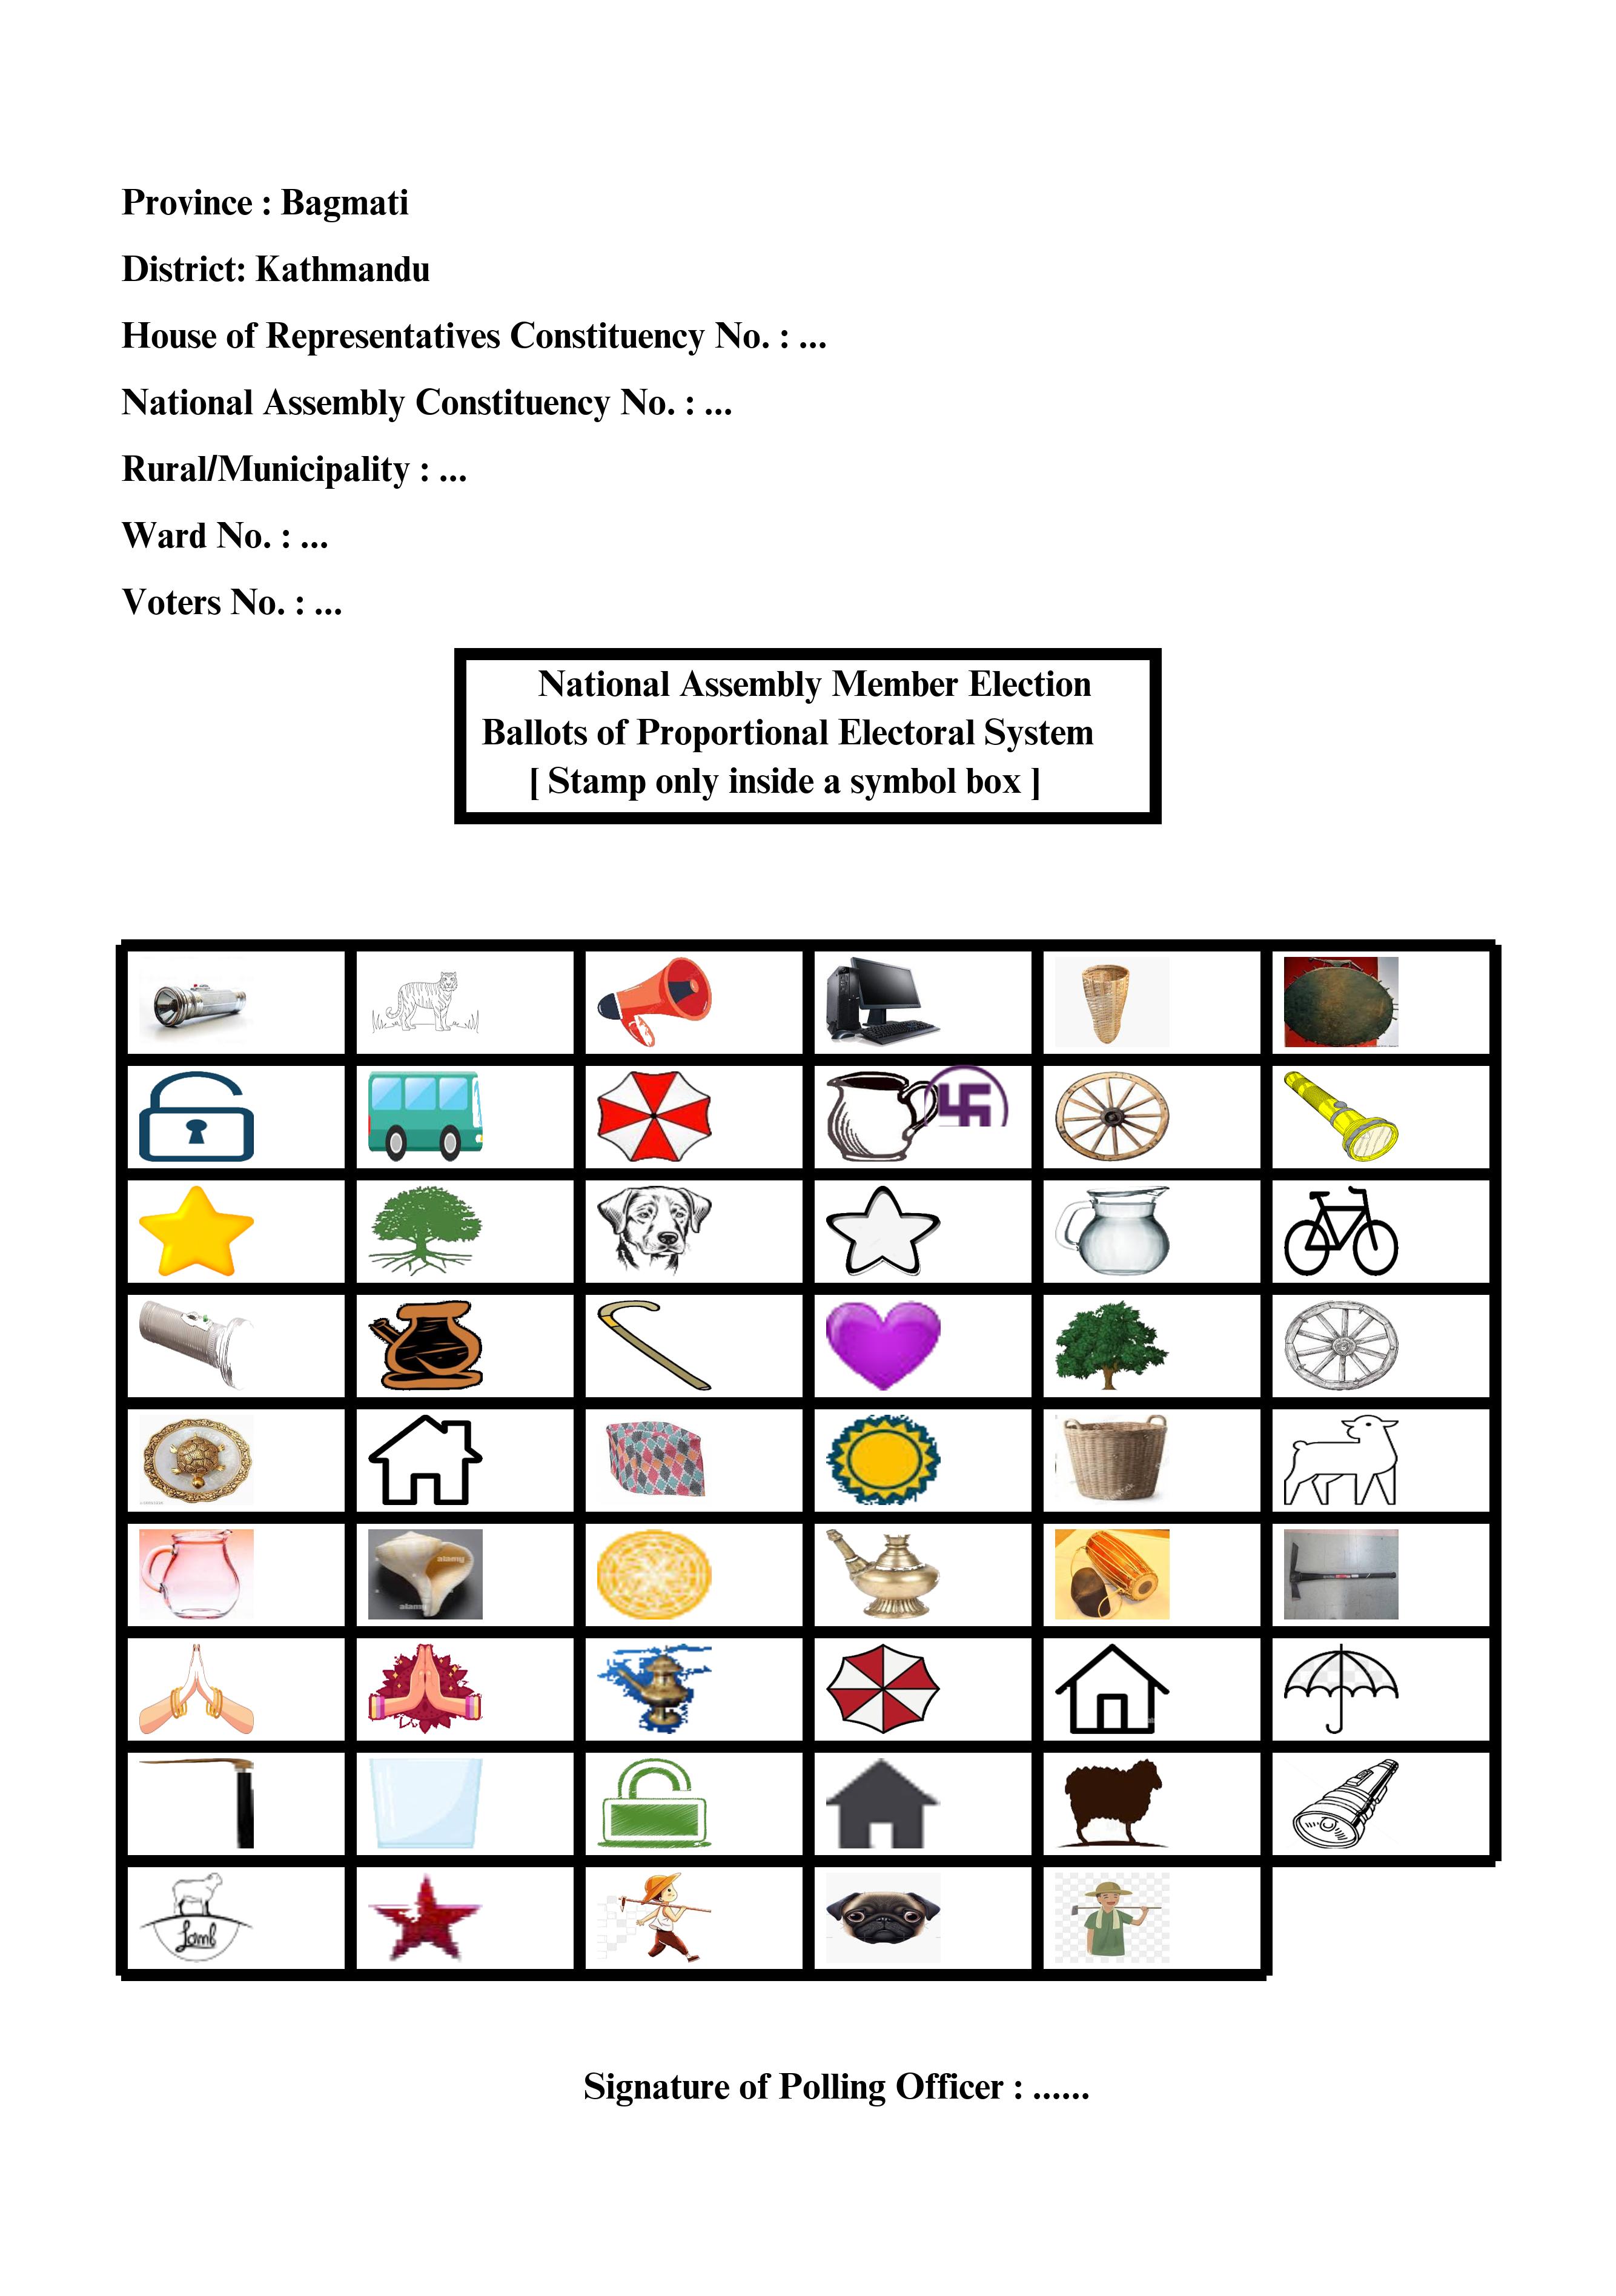 Province : Bagmati
District: Kathmandu
House of Representatives Constituency No. : ...
National Assembly Constituency No. : ...
Rural/Municipality : ...
Ward No. : ...
Voters No. : ...
National Assembly Member Election
Ballots of Proportional Electoral System
[ Stamp only inside a symbol box ]
alamy
alamy
Lamb
Signature of Polling Officer : ......